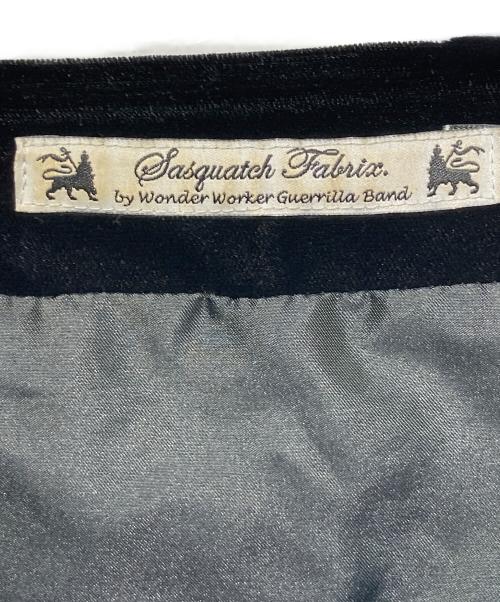 Sasquatch Fabrix.
by Wonder Worker Guerrilla Band